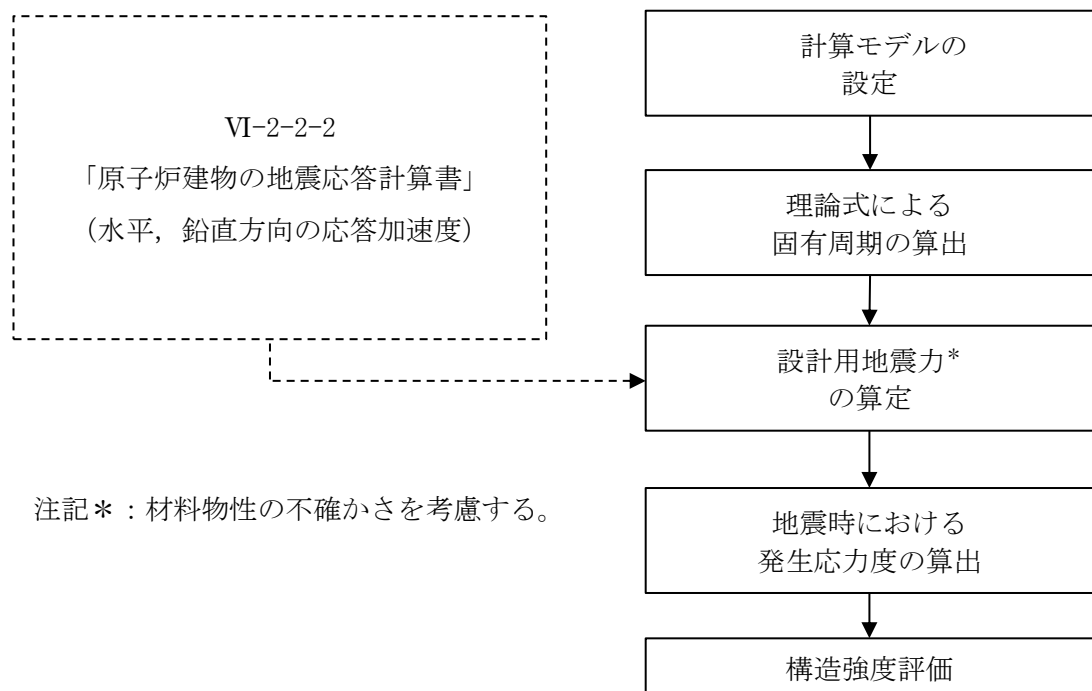 Ⅵ-2-2-2
「原子炉建物の地震応答計算書」
（水平，鉛直方向の応答加速度）
計算モデルの
設定
理論式による
固有周期の算出
設計用地震力*
の算定
地震時における
発生応力度の算出
構造強度評価
注記＊：材料物性の不確かさを考慮する。